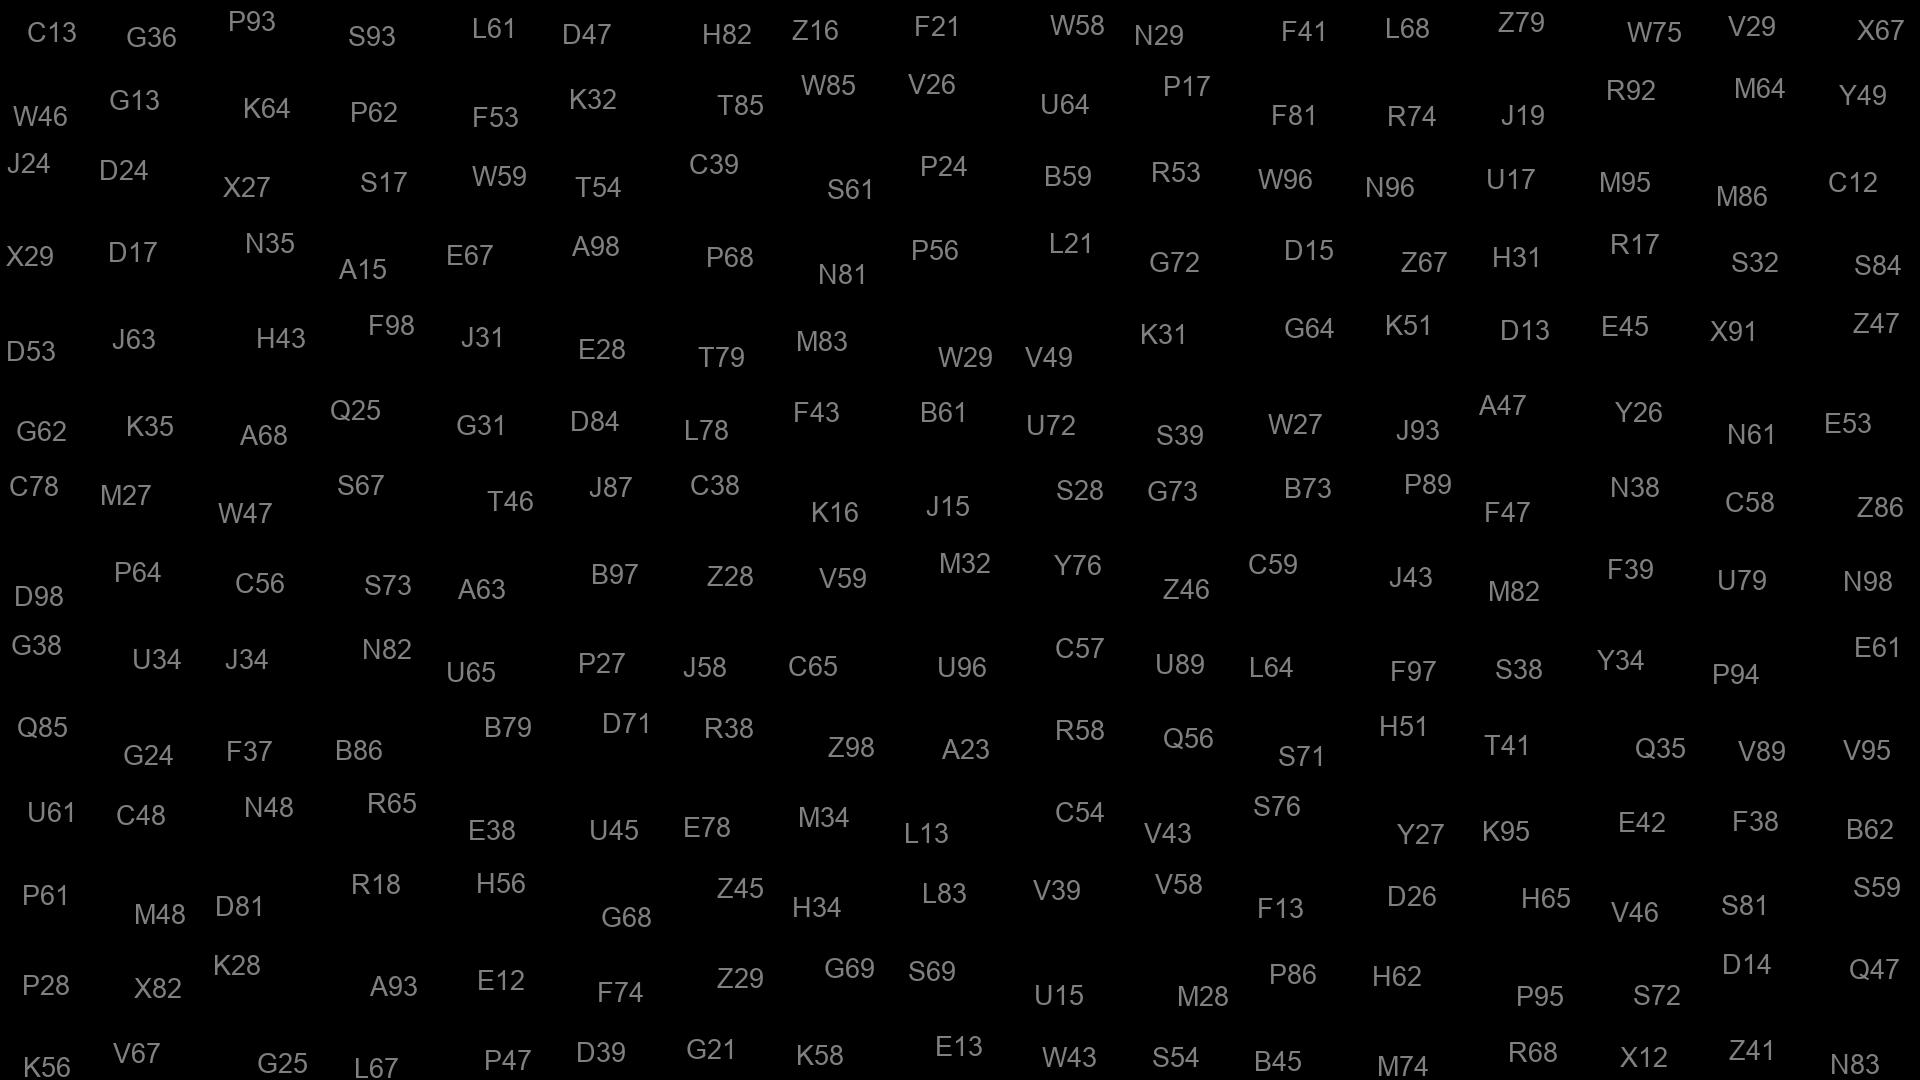 C13 G36 P93 S93 L61 D47 H82 Z16 F21 W58 N29 F41 L68 Z79 W75 V29 X67
W46 G13 K64 P62 F53 K32 T85 W85 V26 U64 P17 F81 R74 J19 R92 M64 Y49
J24 D24 X27 S17 W59 T54 C39 S61 P24 B59 R53 W96 N96 U17 M95 M86 C12
X29 D17 N35 A15 E67 A98 P68 N81 P56 L21 G72 D15 Z67 H31 R17 S32 S84
D53 J63 H43 F98 J31 E28 T79 M83 W29 V49 K31 G64 K51 D13 E45 X91 Z47
G62 K35 A68 Q25 G31 D84 L78 F43 B61 U72 S39 W27 J93 A47 Y26 N61 E53
C78 M27 W47 S67 T46 J87 C38 K16 J15 S28 G73 B73 P89 F47 N38 C58 Z86
D98 P64 C56 S73 A63 B97 Z28 V59 M32 Y76 Z46 C59 J43 M82 F39 U79 N98
G38 U34 J34 N82 U65 P27 J58 C65 U96 C57 U89 L64 F97 S38 Y34 P94 E61
Q85 G24 F37 B86 B79 D71 R38 Z98 A23 R58 Q56 S71 H51 T41 Q35 V89 V95
U61 C48 N48 R65 E38 U45 E78 M34 L13 C54 V43 S76 Y27 K95 E42 F38 B62
P61 M48 D81 R18 H56 G68 Z45 H34 L83 V39 V58 F13 D26 H65 V46 S81 S59
P28 X82 K28 A93 E12 F74 Z29 G69 S69 U15 M28 P86 H62 P95 S72 D14 Q47
K56 V67 G25 L67 P47 D39 G21 K58 E13 W43 S54 B45 M74 R68 X12 Z41 N83